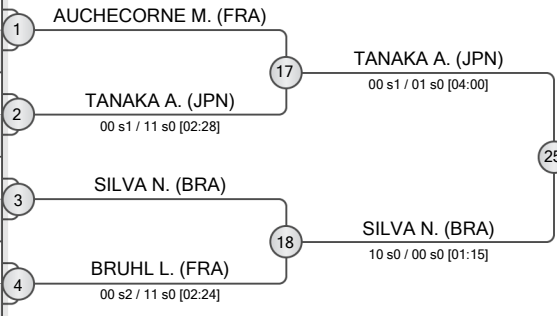 AUCHECORNE M. (FRA)
1
17
TANAKA A. (JPN)
00 s1 / 01 s0 [04:00]
TANAKA A. (JPN)
2
00 s1 / 11 s0 [02:28]
25
SILVA N. (BRA)
3
18
SILVA N. (BRA)
10 s0 / 00 s0 [01:15]
BRUHL L. (FRA)
4
00 s2 / 11 s0 [02:24]